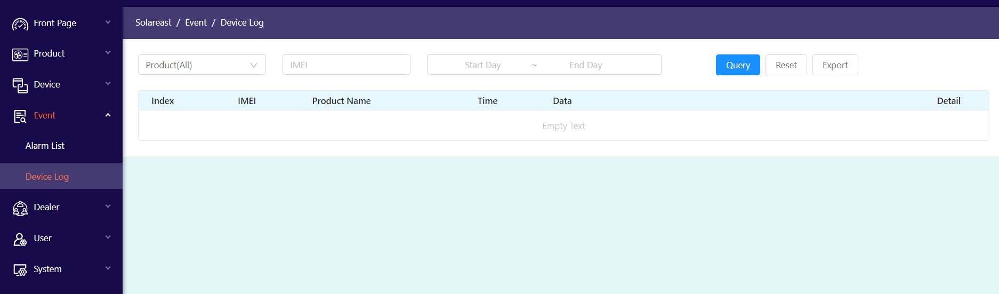 Front Page
Product
Device
Event
Alarm List
Device Log
Dealer
User
System
Solareast / Event / Device Log
Product(All) IMEI Start Day ~ End Day Query Reset Export
Index IMEI Product Name Time Data Detail
Empty Text